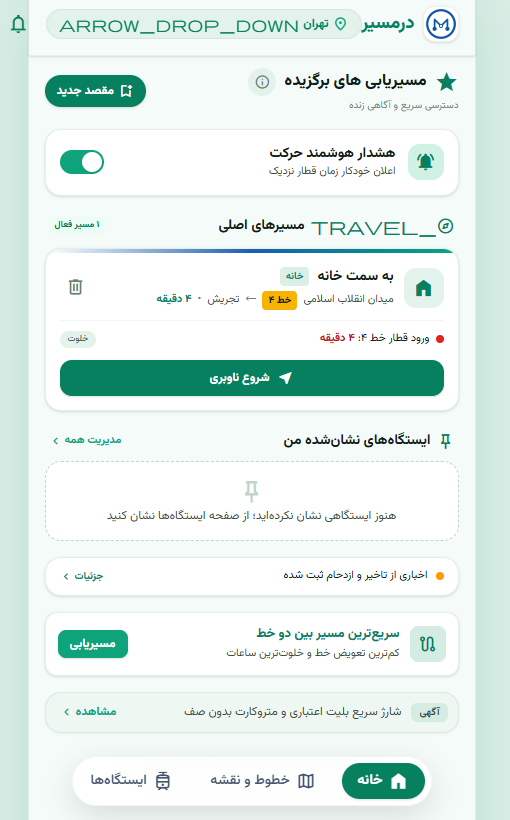 درمسیر
تهران ARROW_DROP_DOWN
مسیریابی های برگزیده
دسترسی سریع و آگاهی زنده
مقصد جدید
هشدار هوشمند حرکت
اعلان خودکار زمان قطار نزدیک
TRAVEL_ مسیرهای اصلی
۱ مسیر فعال
به سمت خانه خانه
میدان انقلاب اسلامی خط ۴ ← تجریش • ۴ دقیقه
ورود قطار خط ۴: ۴ دقیقه
خلوت
شروع ناوبری
ایستگاه‌های نشان‌شده من
مدیریت همه
هنوز ایستگاهی نشان نکرده‌اید؛ از صفحه ایستگاه‌ها نشان کنید
اخباری از تاخیر و ازدحام ثبت شده
جزئیات
سریع‌ترین مسیر بین دو خط
کم‌ترین تعویض خط و خلوت‌ترین ساعات
مسیریابی
آگهی شارژ سریع بلیت اعتباری و متروکارت بدون صف
مشاهده
خانه
خطوط و نقشه
ایستگاه‌ها